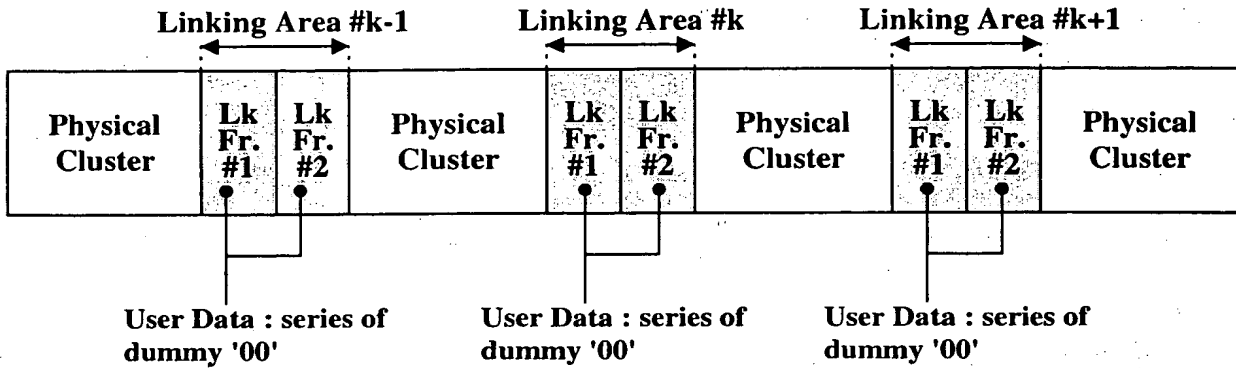 Linking Area #k-1
Linking Area #k
Linking Area #k+1
Physical
Cluster
Lk
Fr.
#1
Lk
Fr.
#2
Physical
Cluster
Lk
Fr.
#1
Lk
Fr.
#2
Physical
Cluster
Lk
Fr.
#1
Lk
Fr.
#2
Physical
Cluster
User Data : series of
dummy '00'
User Data : series of
dummy '00'
User Data : series of
dummy '00'